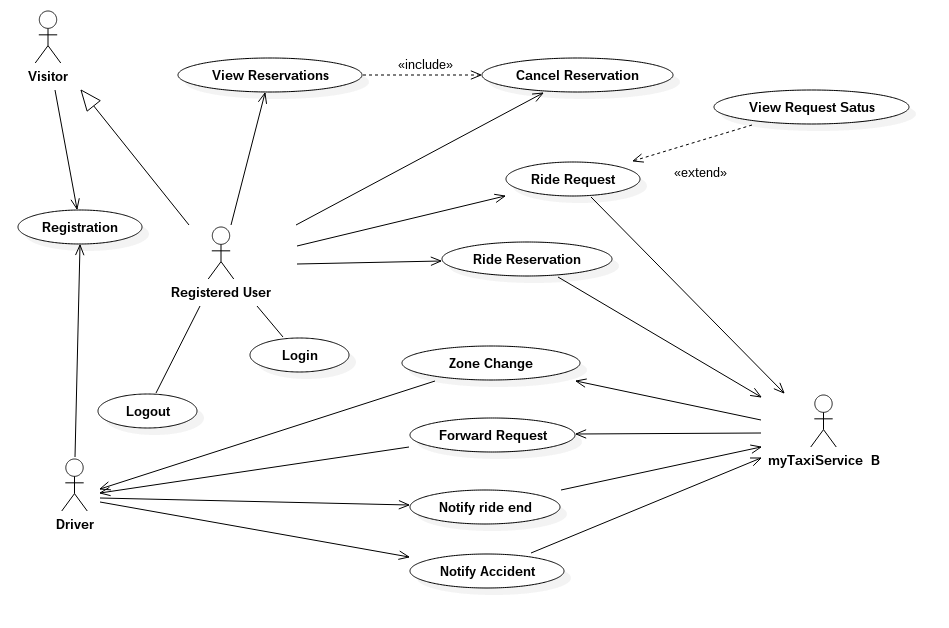 Visitor
View Reservations
«include»
Cancel Reservation
View Request Satus
Ride Request
«extend»
Registration
Ride Reservation
Registered User
Login
Zone Change
Logout
Forward Request
myTaxiService  B
Notify ride end
Driver
Notify Accident